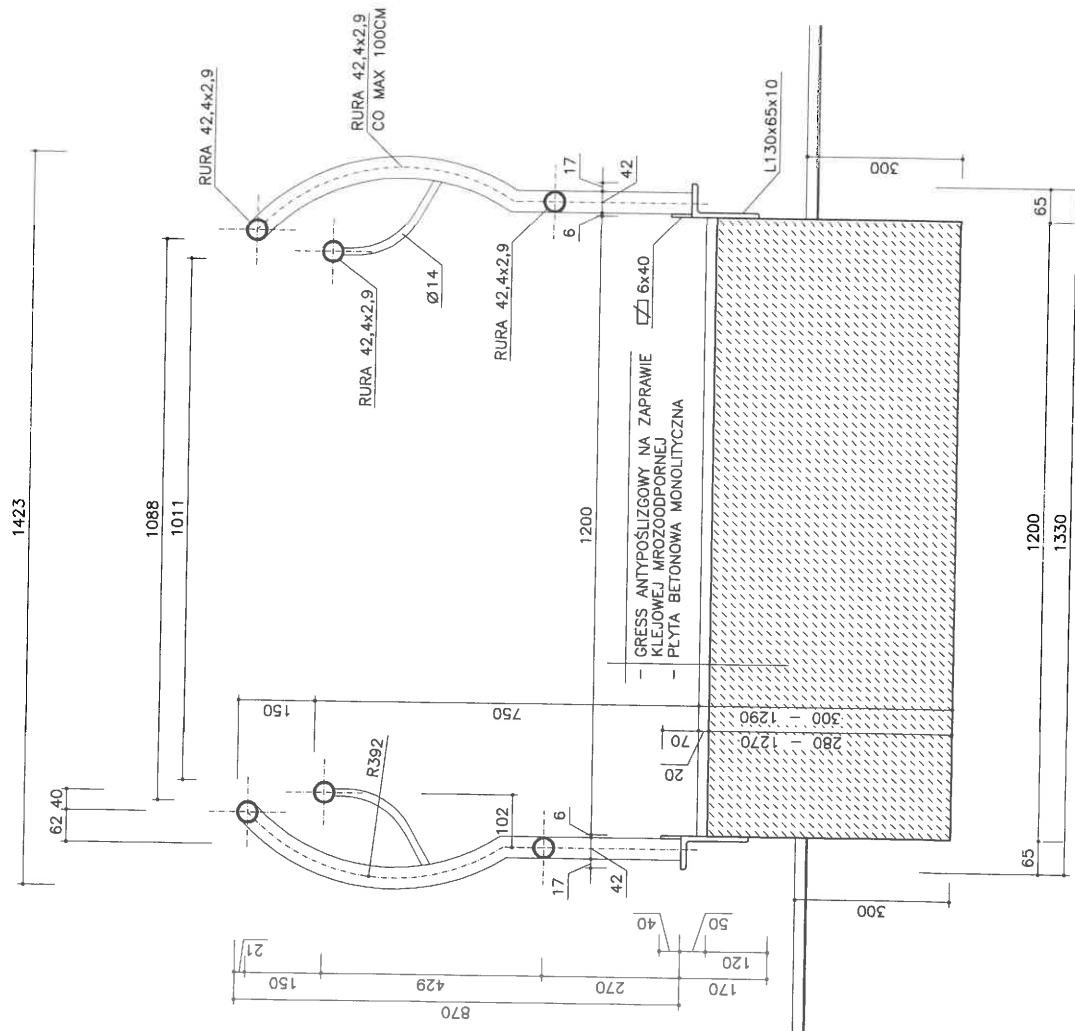 1423
1088
1011
62
40
150
750
R392
102
6
17
42
1200
21
150
429
270
870
40
50
120
170
RURA 42,4x2,9
RURA 42,4x2,9
CO MAX 100CM
RURA 42,4x2,9
Ø14
RURA 42,4x2,9
17
6
42
6x40
L130x65x10
- GRESS ANTYPOŚLIZGOWY NA ZAPRAWIE
KLEJOWEJ MROZOODPORNEJ
- PŁYTA BETONOWA MONOLITYCZNA
70
20
300 - 1290
280 - 1270
300
300
65
1200
65
1330